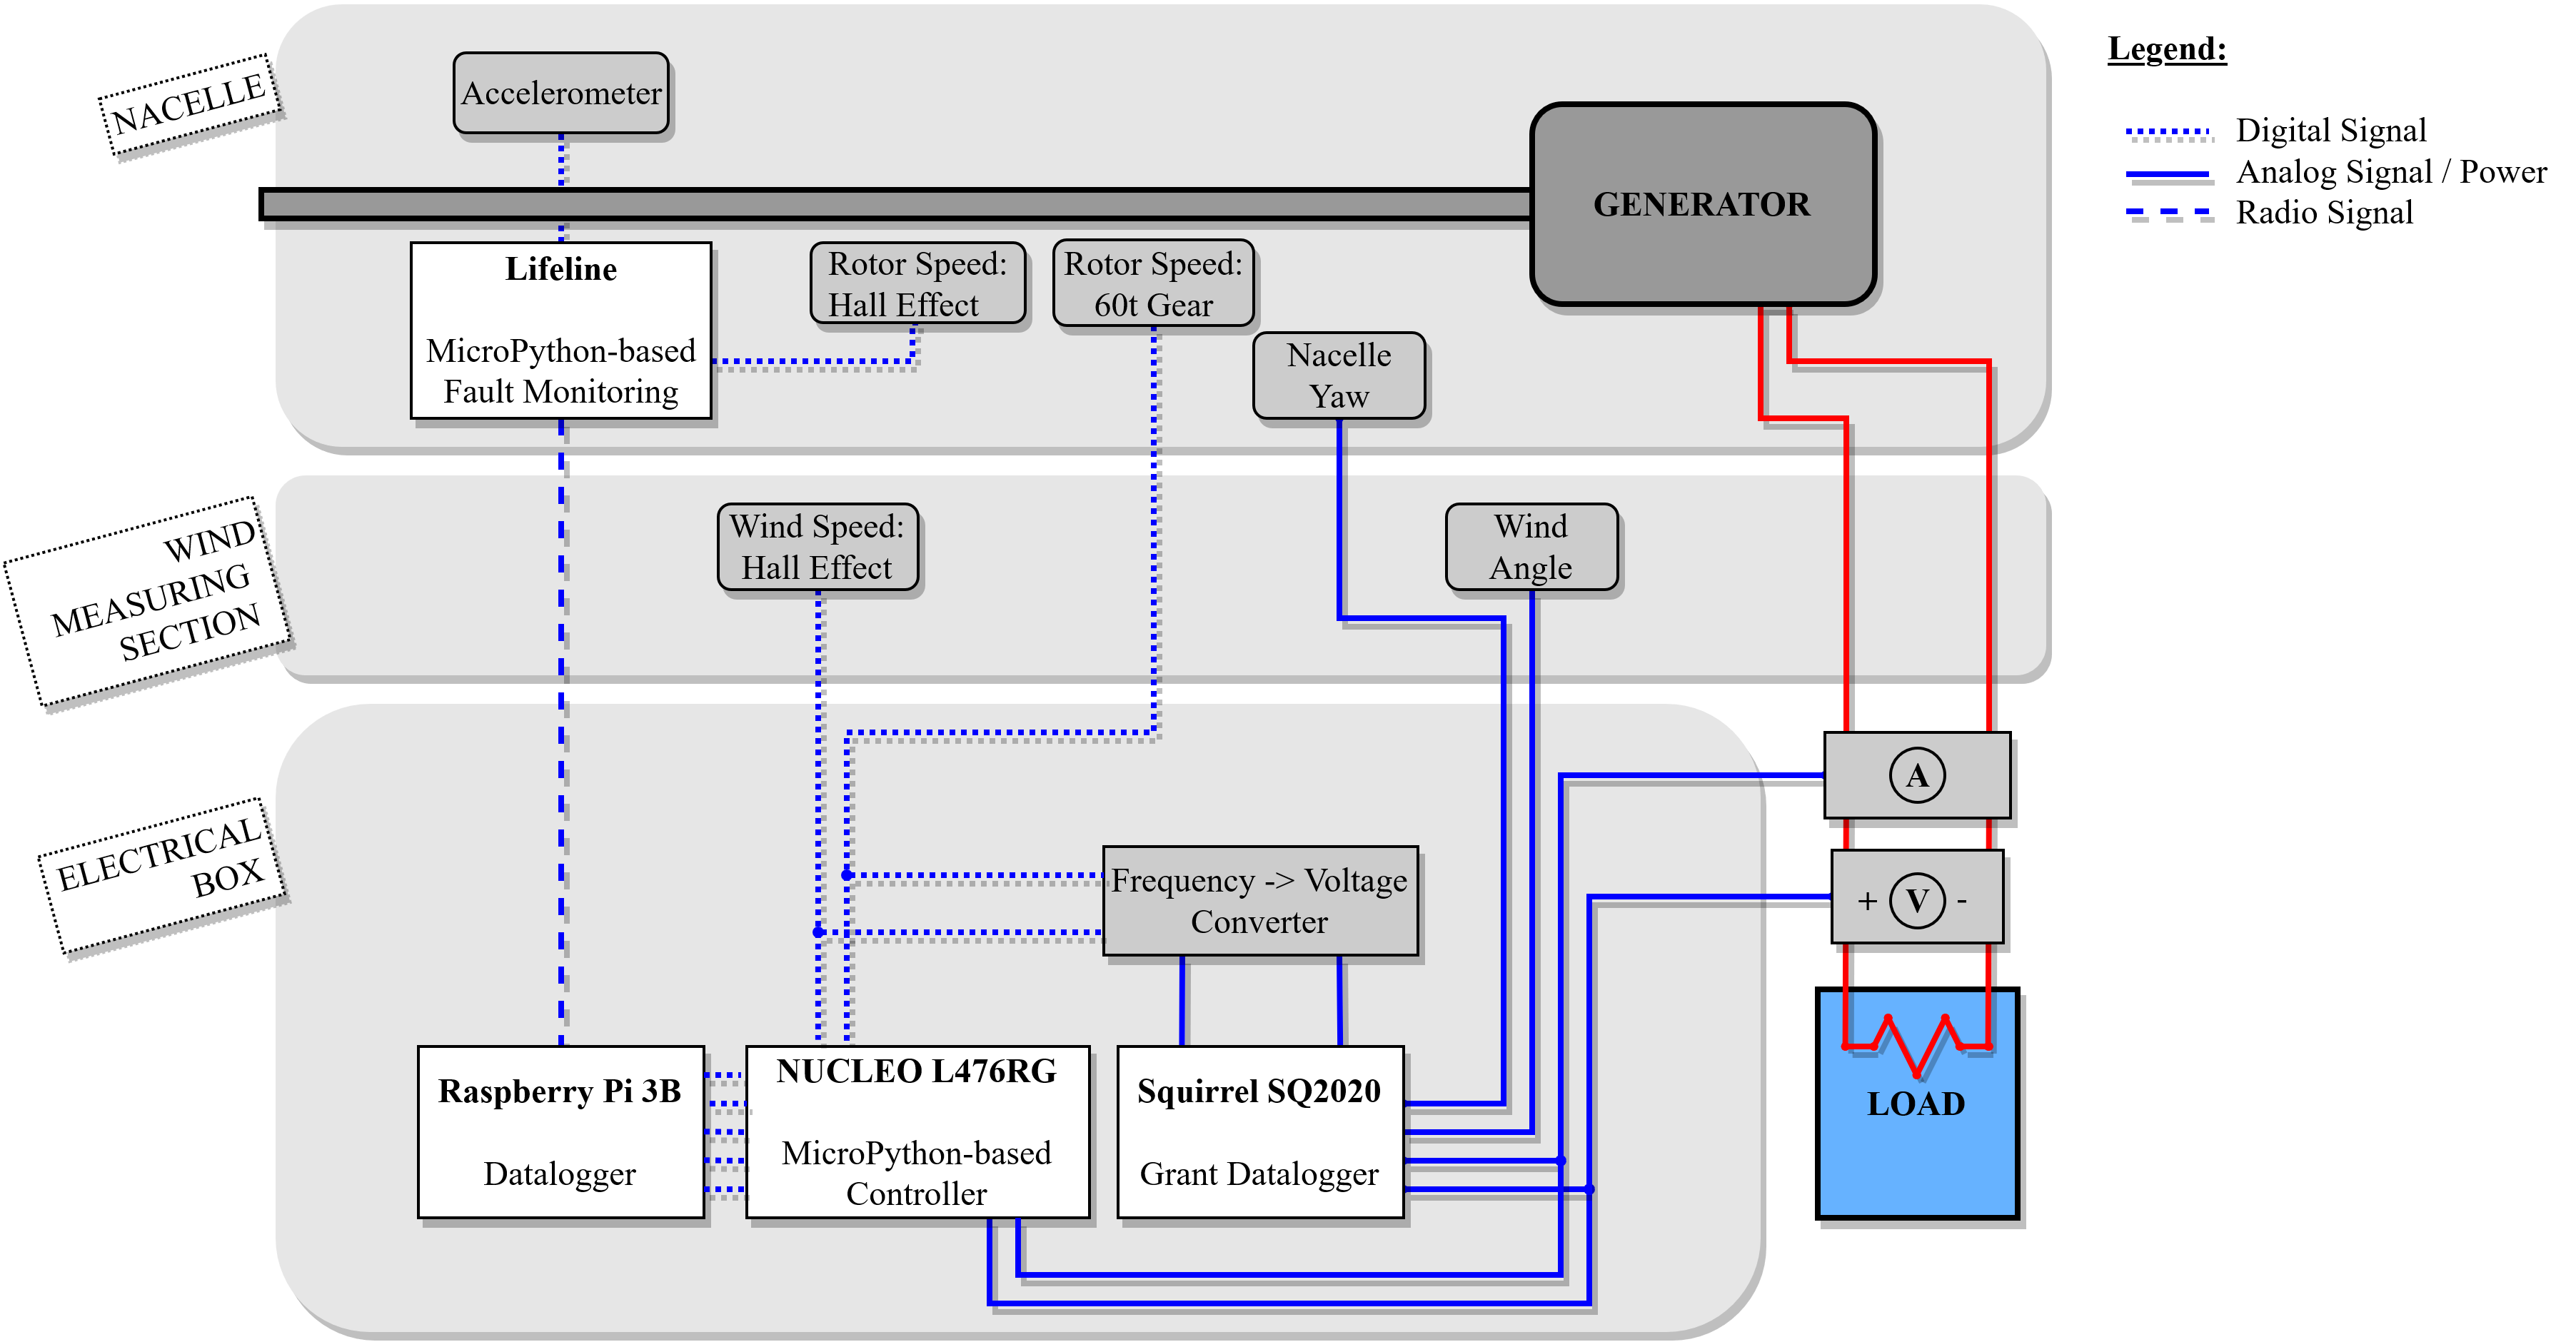 NACELLE
Accelerometer
GENERATOR
Legend:
Digital Signal
Analog Signal / Power
Radio Signal
Lifeline
MicroPython-based
Fault Monitoring
Rotor Speed:
Hall Effect
Rotor Speed:
60t Gear
Nacelle
Yaw
WIND
MEASURING
SECTION
Wind Speed:
Hall Effect
Wind
Angle
ELECTRICAL
BOX
A
Frequency -> Voltage
Converter
+ V -
Raspberry Pi 3B
Datalogger
NUCLEO L476RG
MicroPython-based
Controller
Squirrel SQ2020
Grant Datalogger
LOAD